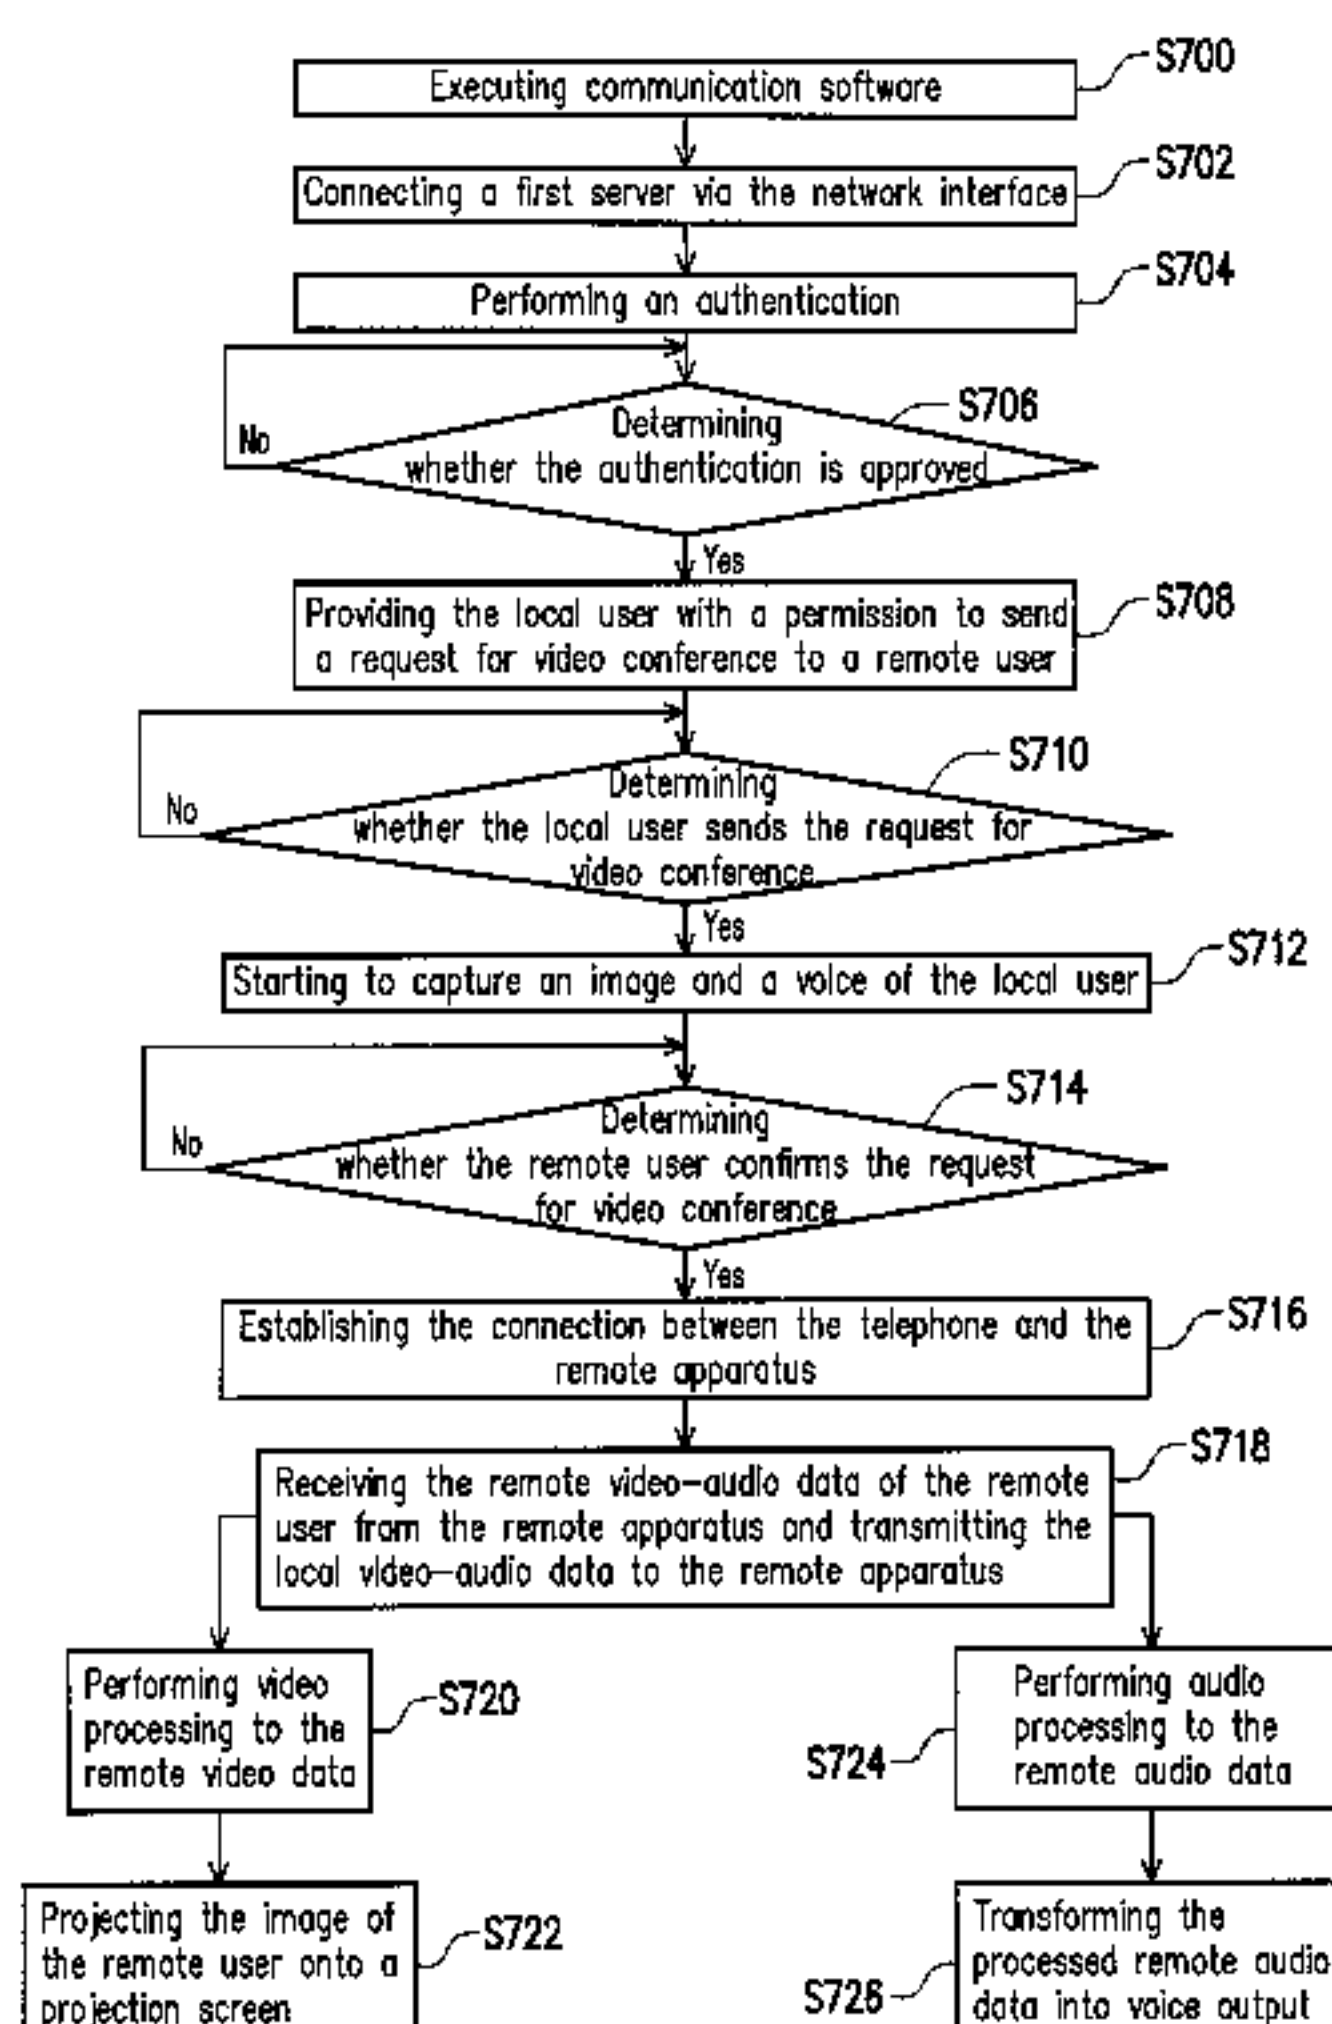 S700
Executing communication software
S702
Connecting a first server via the network interface
S704
Performing an authentication
S706
Determining
whether the authentication is approved
No
Yes
S708
Providing the local user with a permission to send
a request for video conference to a remote user
S710
Determining
whether the local user sends the request for
video conference
No
Yes
S712
Starting to capture an image and a voice of the local user
S714
Determining
whether the remote user confirms the request
for video conference
No
Yes
S716
Establishing the connection between the telephone and the
remote apparatus
S718
Receiving the remote video-audio data of the remote
user from the remote apparatus and transmitting the
local video-audio data to the remote apparatus
Performing video
processing to the
remote video data
S720
Performing audio
processing to the
remote audio data
S724
Projecting the image of
the remote user onto a
projection screen
S722
Transforming the
processed remote audio
data into voice output
S726